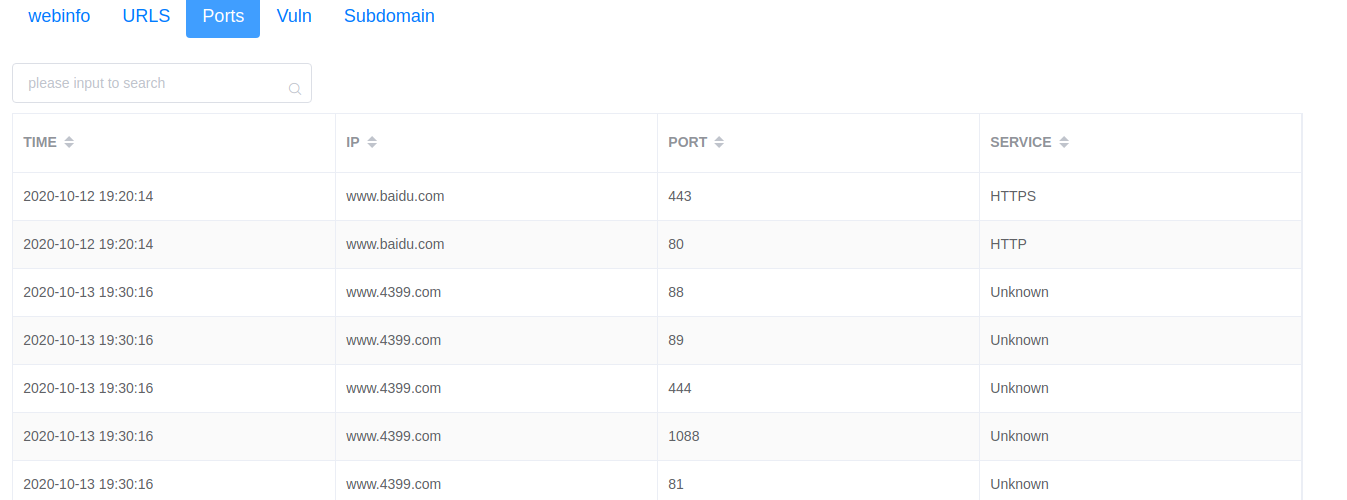 webinfo URLS Ports Vuln Subdomain
please input to search
TIME IP PORT SERVICE
2020-10-12 19:20:14 www.baidu.com 443 HTTPS
2020-10-12 19:20:14 www.baidu.com 80 HTTP
2020-10-13 19:30:16 www.4399.com 88 Unknown
2020-10-13 19:30:16 www.4399.com 89 Unknown
2020-10-13 19:30:16 www.4399.com 444 Unknown
2020-10-13 19:30:16 www.4399.com 1088 Unknown
2020-10-13 19:30:16 www.4399.com 81 Unknown